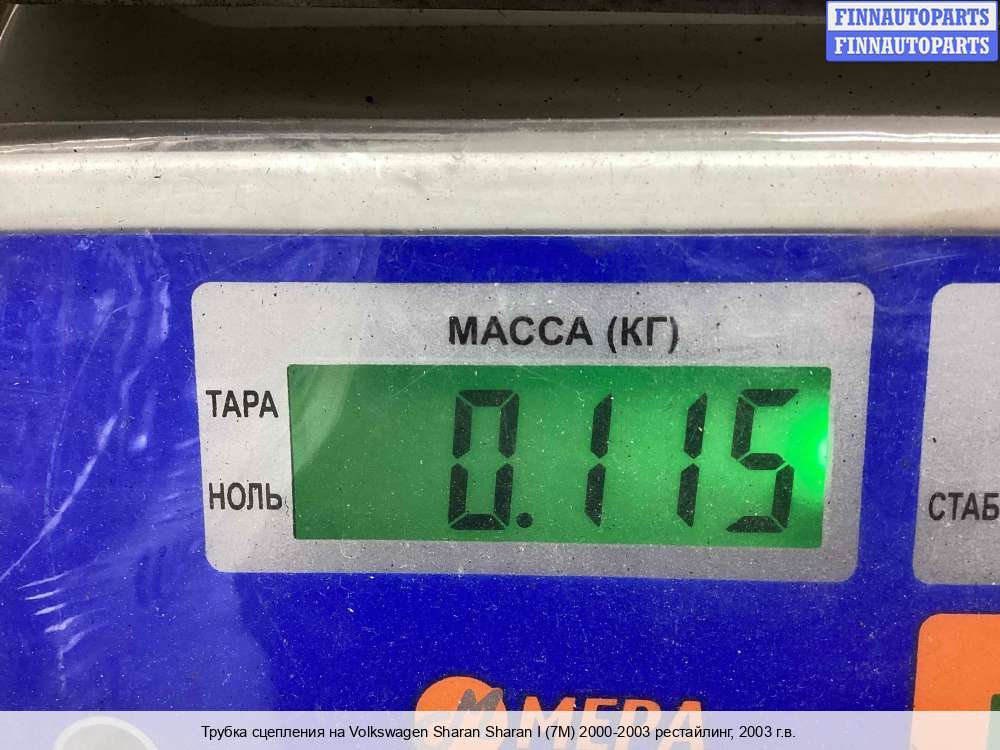 FINNAUTOPARTS
FINNAUTOPARTS
МАССА (КГ)
ТАРА
0.115
НОЛЬ
СТАБ
МЕРА
Трубка сцепления на Volkswagen Sharan Sharan I (7M) 2000-2003 рестайлинг, 2003 г.в.